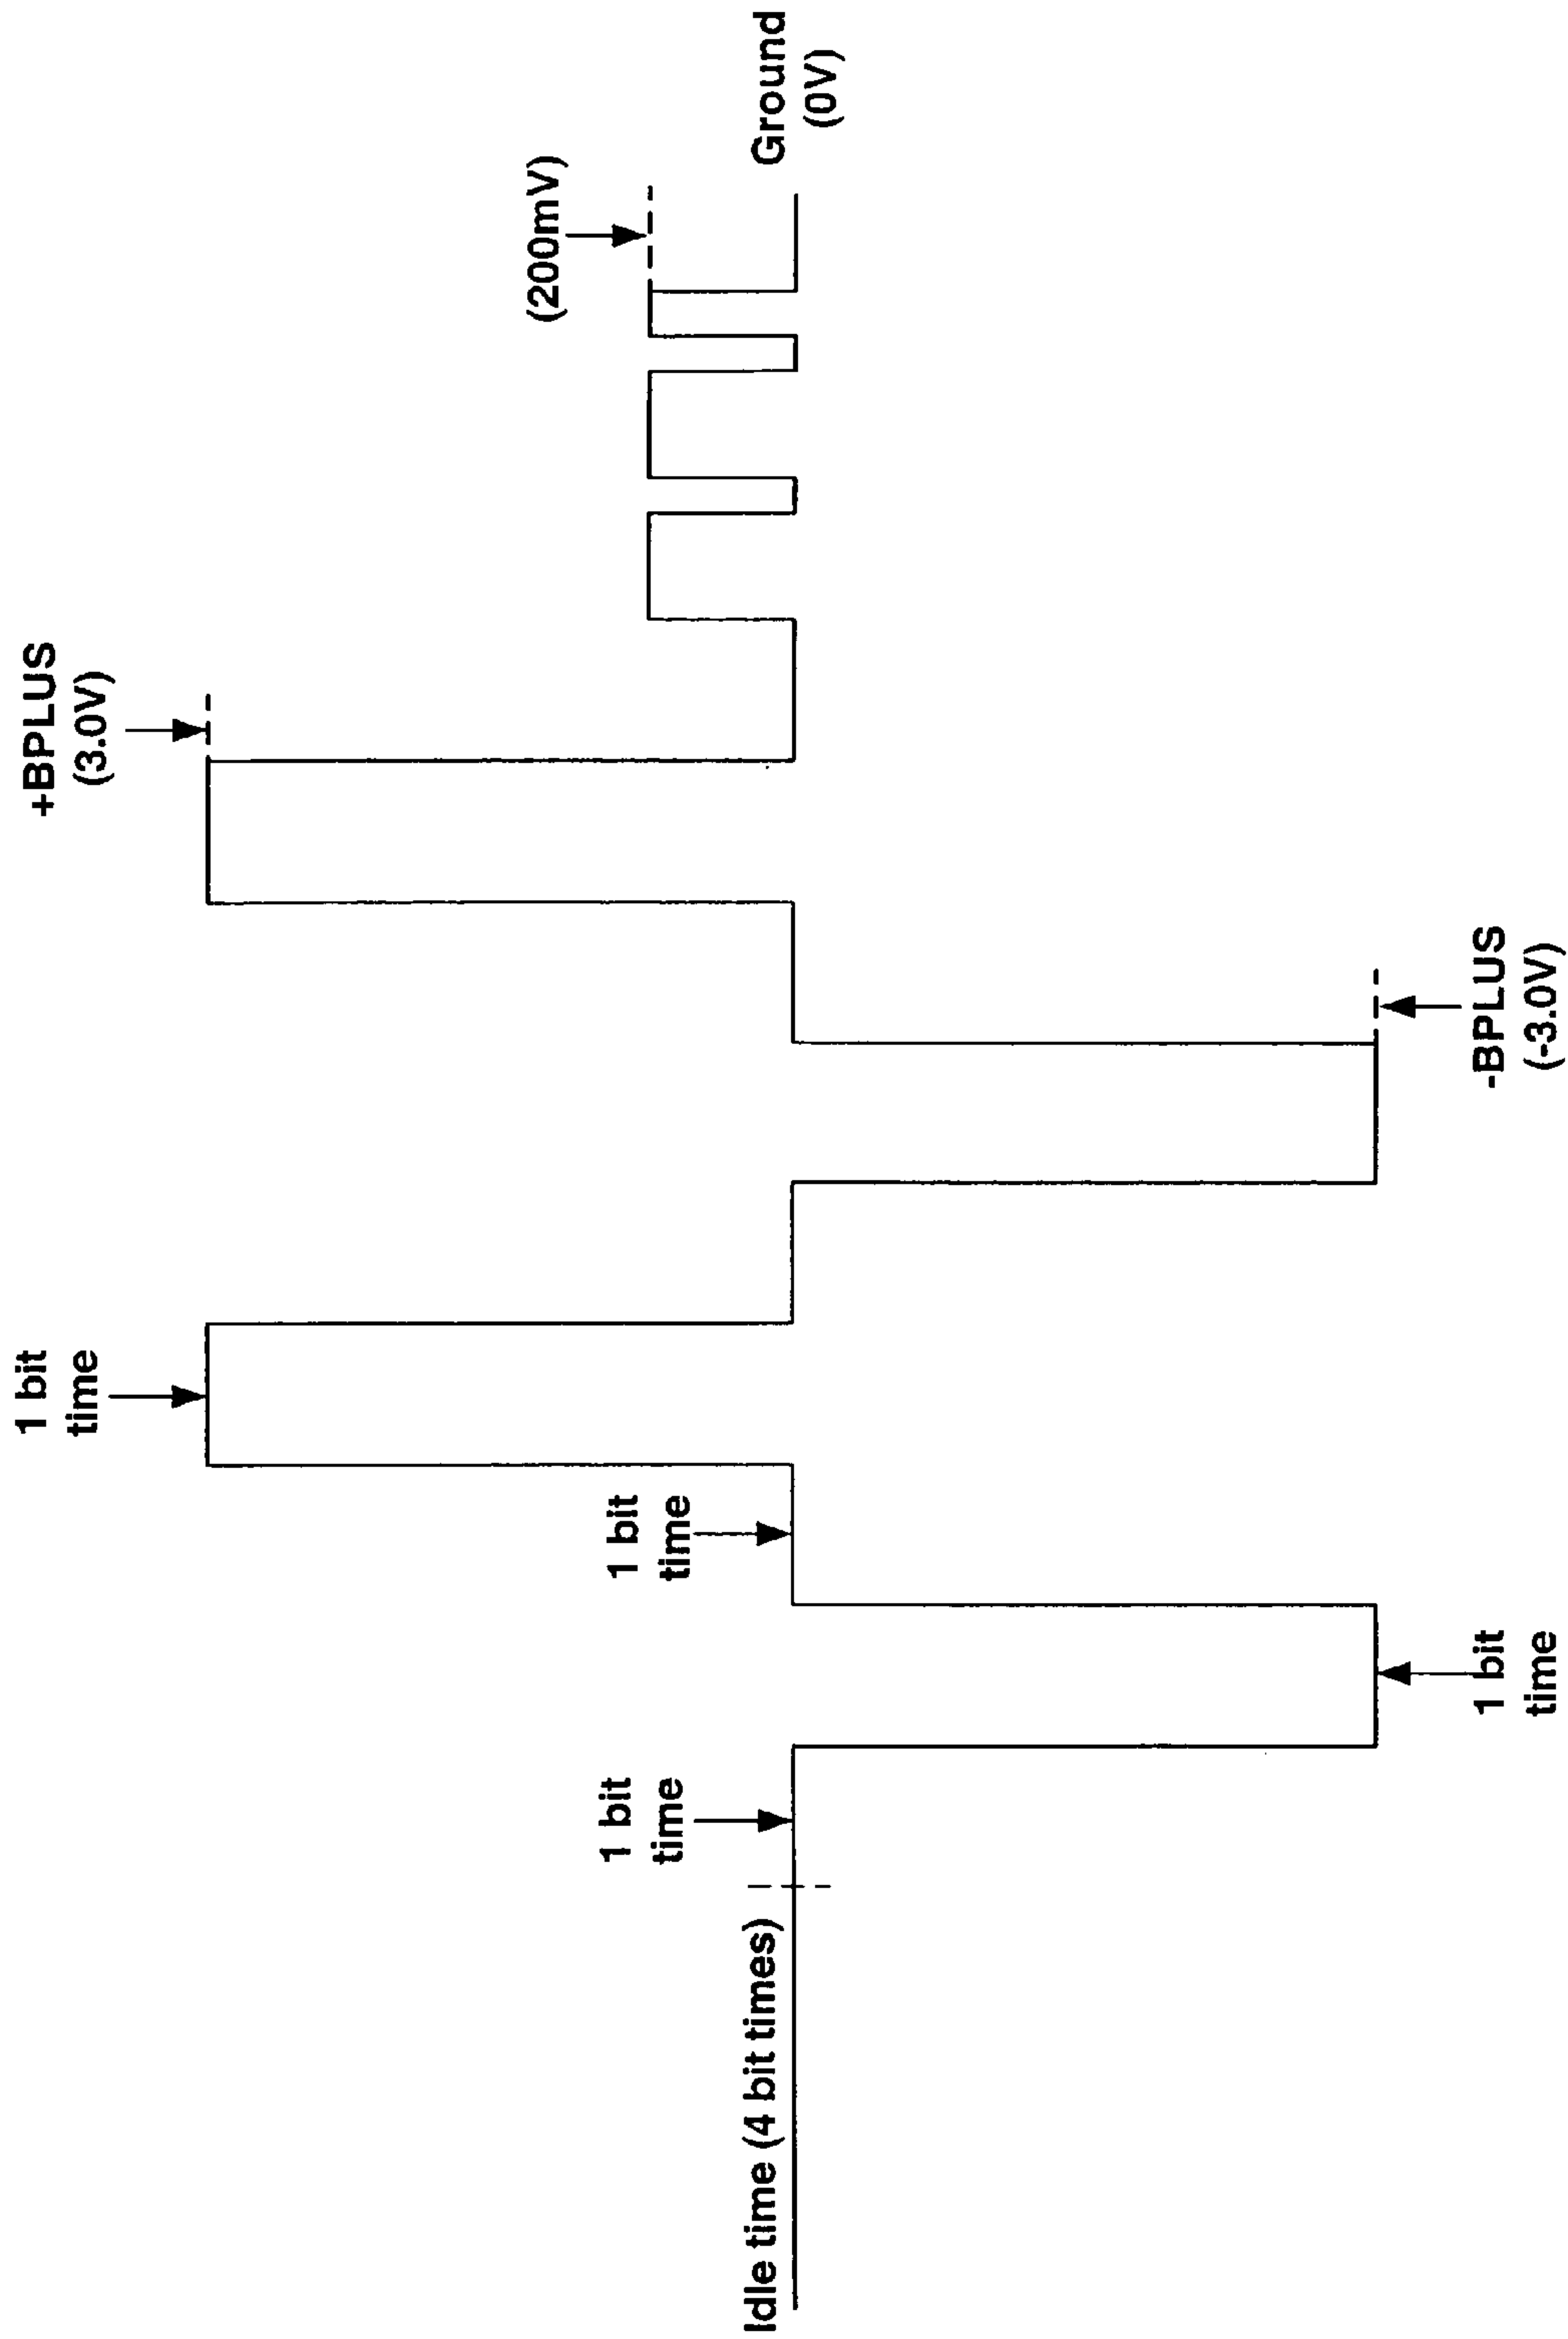 1 bit
time
+BPLUS
(3.0V)
(200mV)
1 bit
time
1 bit
time
Idle time (4 bit times)
Ground
(0V)
1 bit
time
-BPLUS
(-3.0V)